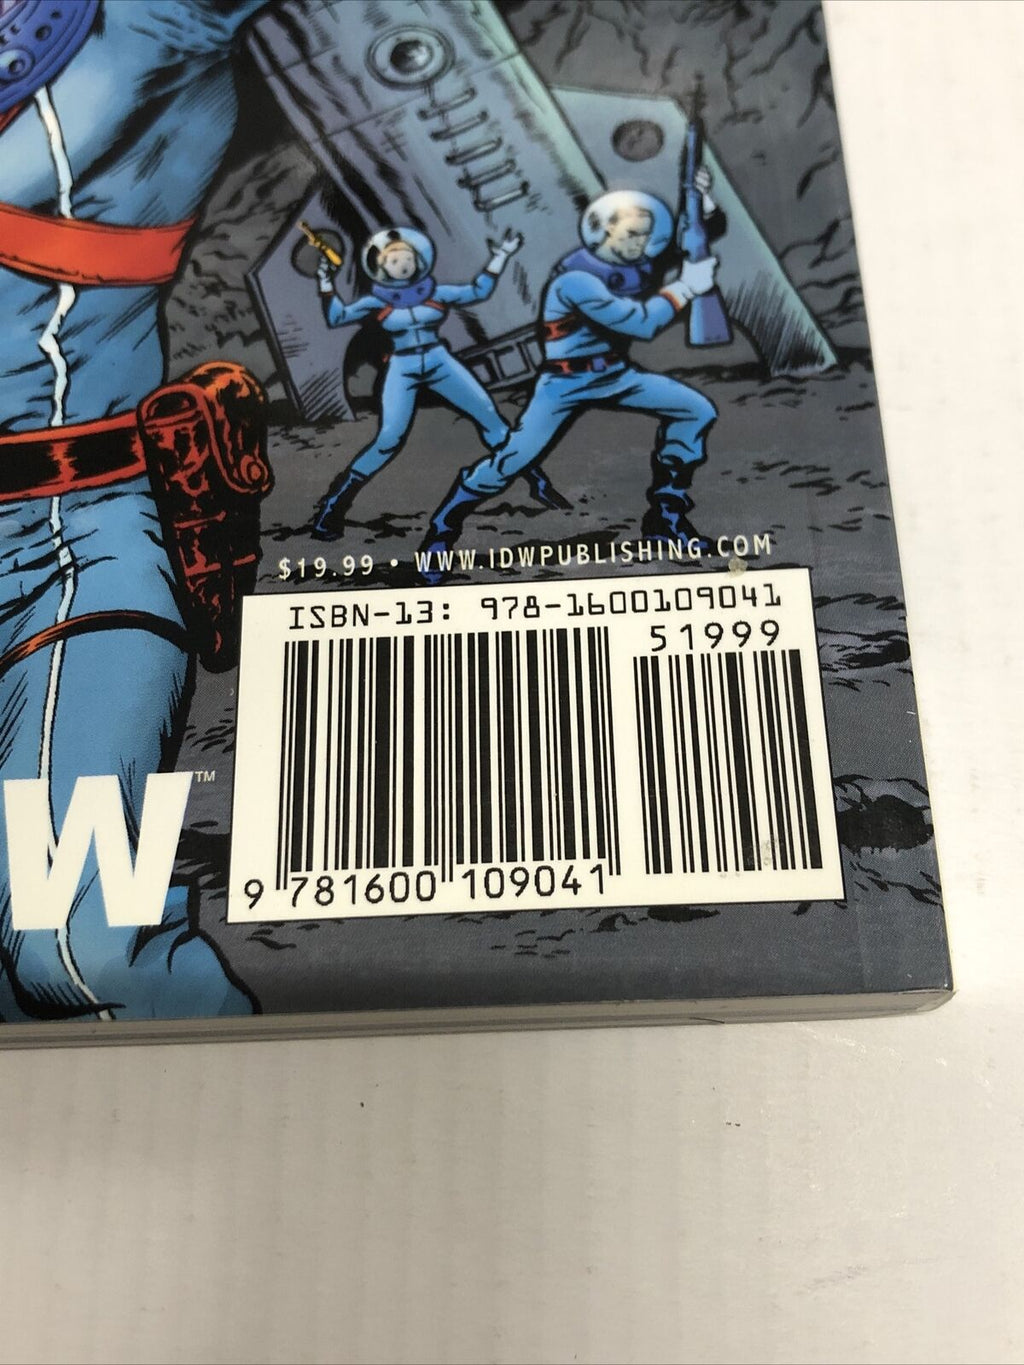 $19.99 • WWW.IDWPUBLISHING.COM
ISBN-13: 978-1600109041
51999
W™
9 781600 109041